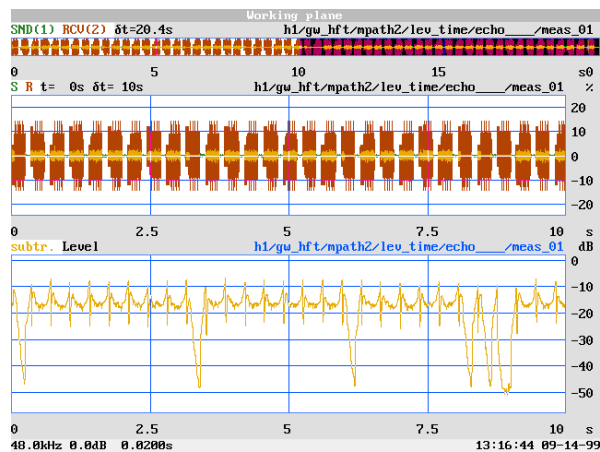 Working plane
SND(1) RCV(2) δt=20.4s h1/gw_hft/mpath2/lev_time/echo____/meas_01
0 5 10 15 s0
S R t= 0s δt= 10s h1/gw_hft/mpath2/lev_time/echo____/meas_01 %
20
10
0
-10
-20
0 2.5 5 7.5 10 s
subtr. Level h1/gw_hft/mpath2/lev_time/echo____/meas_01 dB
0
-10
-20
-30
-40
-50
0 2.5 5 7.5 10 s
48.0kHz 0.0dB 0.0200s 13:16:44 09-14-99